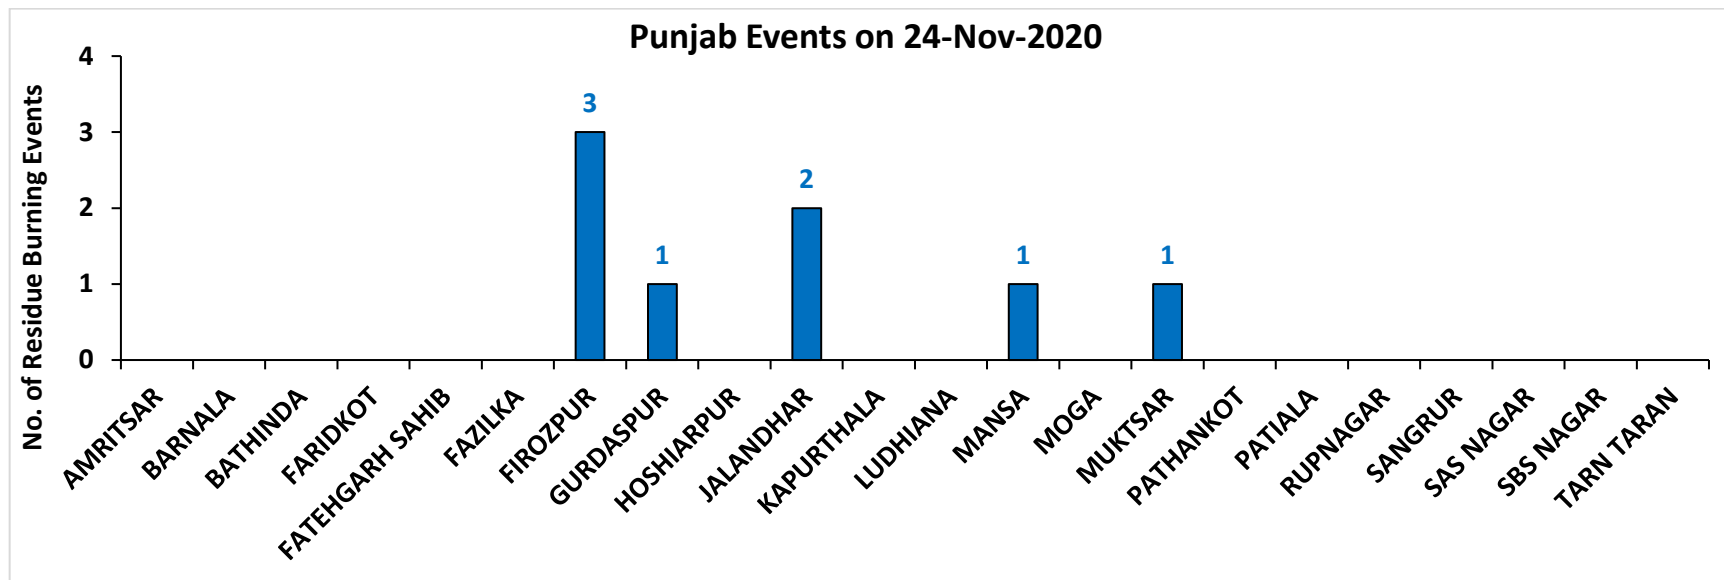 Punjab Events on 24-Nov-2020
No. of Residue Burning Events
4
3
2
1
0
3
1
2
1
1
AMRITSAR
BARNALA
BATHINDA
FARIDKOT
FATEHGARH SAHIB
FAZILKA
FIROZPUR
GURDASPUR
HOSHIARPUR
JALANDHAR
KAPURTHALA
LUDHIANA
MANSA
MOGA
MUKTSAR
PATHANKOT
PATIALA
RUPNAGAR
SANGRUR
SAS NAGAR
SBS NAGAR
TARN TARAN